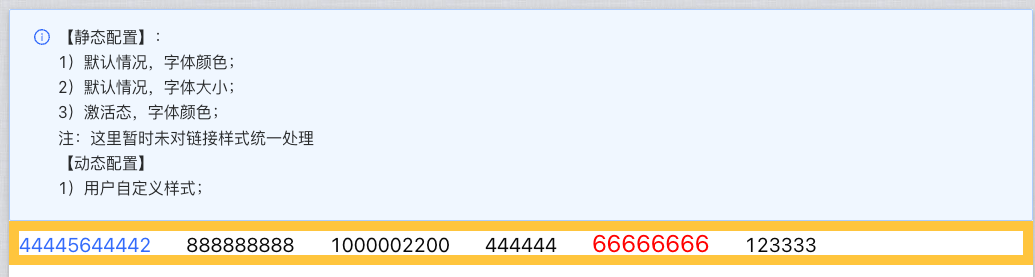 【静态配置】：
1）默认情况，字体颜色；
2）默认情况，字体大小；
3）激活态，字体颜色；
注：这里暂时未对链接样式统一处理
【动态配置】
1）用户自定义样式；
44445644442 888888888 1000002200 444444 66666666 123333